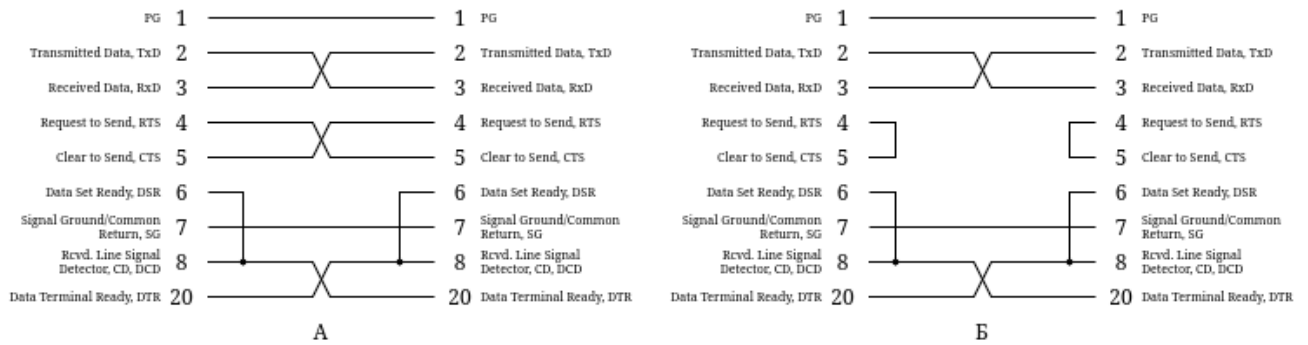 PG 1 1 PG 1 1 PG
Transmitted Data, TxD 2 2 Transmitted Data, TxD Transmitted Data, TxD 2 2 Transmitted Data, TxD
Received Data, RxD 3 3 Received Data, RxD Received Data, RxD 3 3 Received Data, RxD
Request to Send, RTS 4 4 Request to Send, RTS Request to Send, RTS 4 4 Request to Send, RTS
Clear to Send, CTS 5 5 Clear to Send, CTS Clear to Send, CTS 5 5 Clear to Send, CTS
Data Set Ready, DSR 6 6 Data Set Ready, DSR Data Set Ready, DSR 6 6 Data Set Ready, DSR
Signal Ground/Common Signal Ground/Common Signal Ground/Common Signal Ground/Common
Return, SG 7 7 Return, SG Return, SG 7 7 Return, SG
Rcvd. Line Signal Rcvd. Line Signal Rcvd. Line Signal Rcvd. Line Signal
Detector, CD, DCD 8 8 Detector, CD, DCD Detector, CD, DCD 8 8 Detector, CD, DCD
Data Terminal Ready, DTR 20 20 Data Terminal Ready, DTR Data Terminal Ready, DTR 20 20 Data Terminal Ready, DTR
А Б